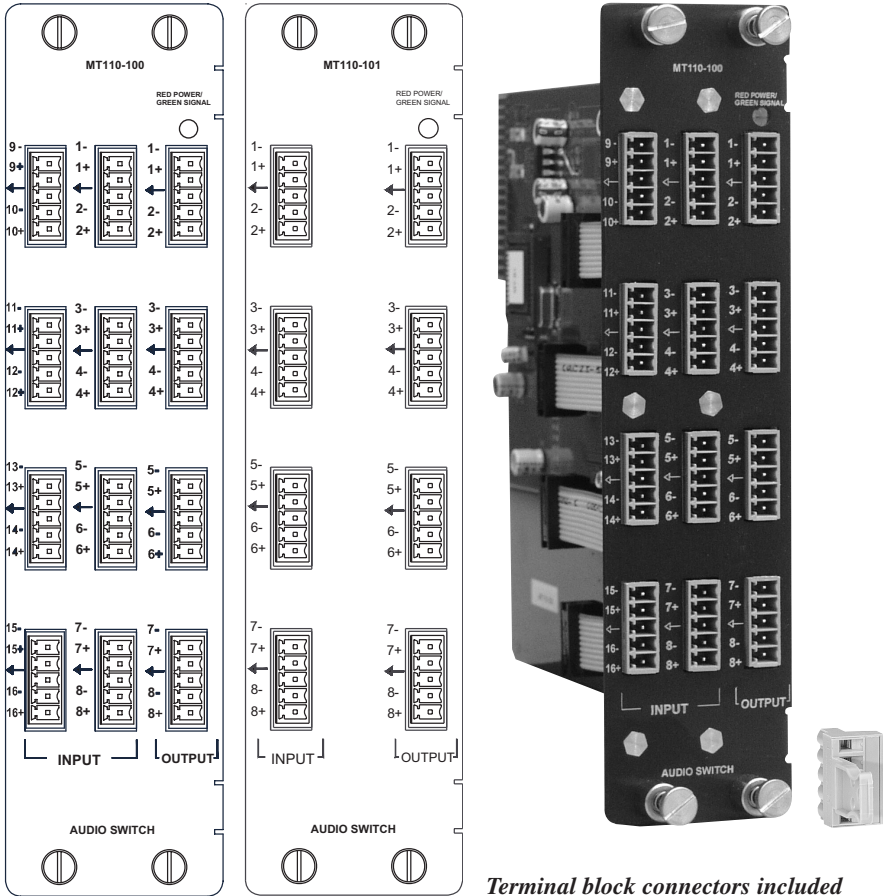 MT110-100
RED POWER/
GREEN SIGNAL
9- 1- 1-
9+ 1+ 1+
10- 2- 2-
10+ 2+ 2+
11- 3- 3-
11+ 3+ 3+
12- 4- 4-
12+ 4+ 4+
13- 5- 5-
13+ 5+ 5+
14- 6- 6-
14+ 6+ 6+
15- 7- 7-
15+ 7+ 7+
16- 8- 8-
16+ 8+ 8+
INPUT OUTPUT
AUDIO SWITCH
MT110-101
RED POWER/
GREEN SIGNAL
1- 1-
1+ 1+
2- 2-
2+ 2+
3- 3-
3+ 3+
4- 4-
4+ 4+
5- 5-
5+ 5+
6- 6-
6+ 6+
7- 7-
7+ 7+
8- 8-
8+ 8+
INPUT OUTPUT
AUDIO SWITCH
MT110-100
RED POWER/
GREEN SIGNAL
9- 1- 1-
9+ 1+ 1+
10- 2- 2-
10+ 2+ 2+
11- 3- 3-
11+ 3+ 3+
12- 4- 4-
12+ 4+ 4+
13- 5- 5-
13+ 5+ 5+
14- 6- 6-
14+ 6+ 6+
15- 7- 7-
15+ 7+ 7+
16- 8- 8-
16+ 8+ 8+
INPUT OUTPUT
AUDIO SWITCH
Terminal block connectors included